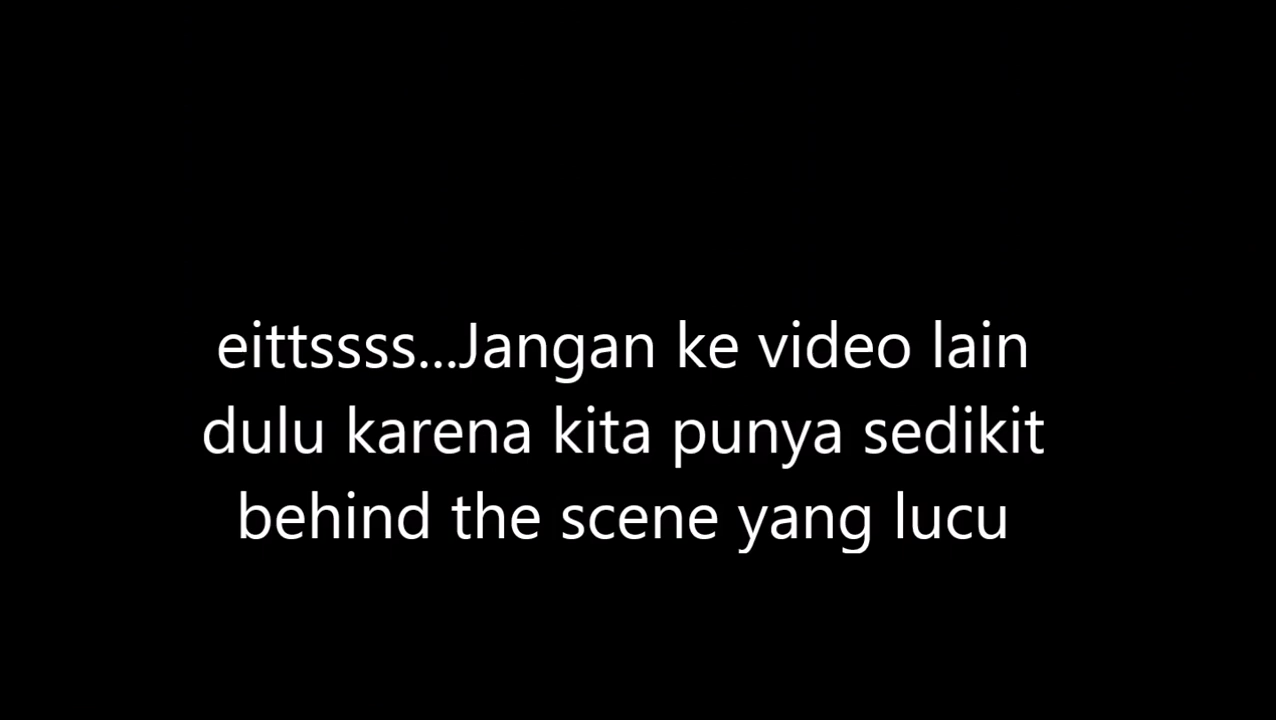 eittssss...Jangan ke video lain
dulu karena kita punya sedikit
behind the scene yang lucu